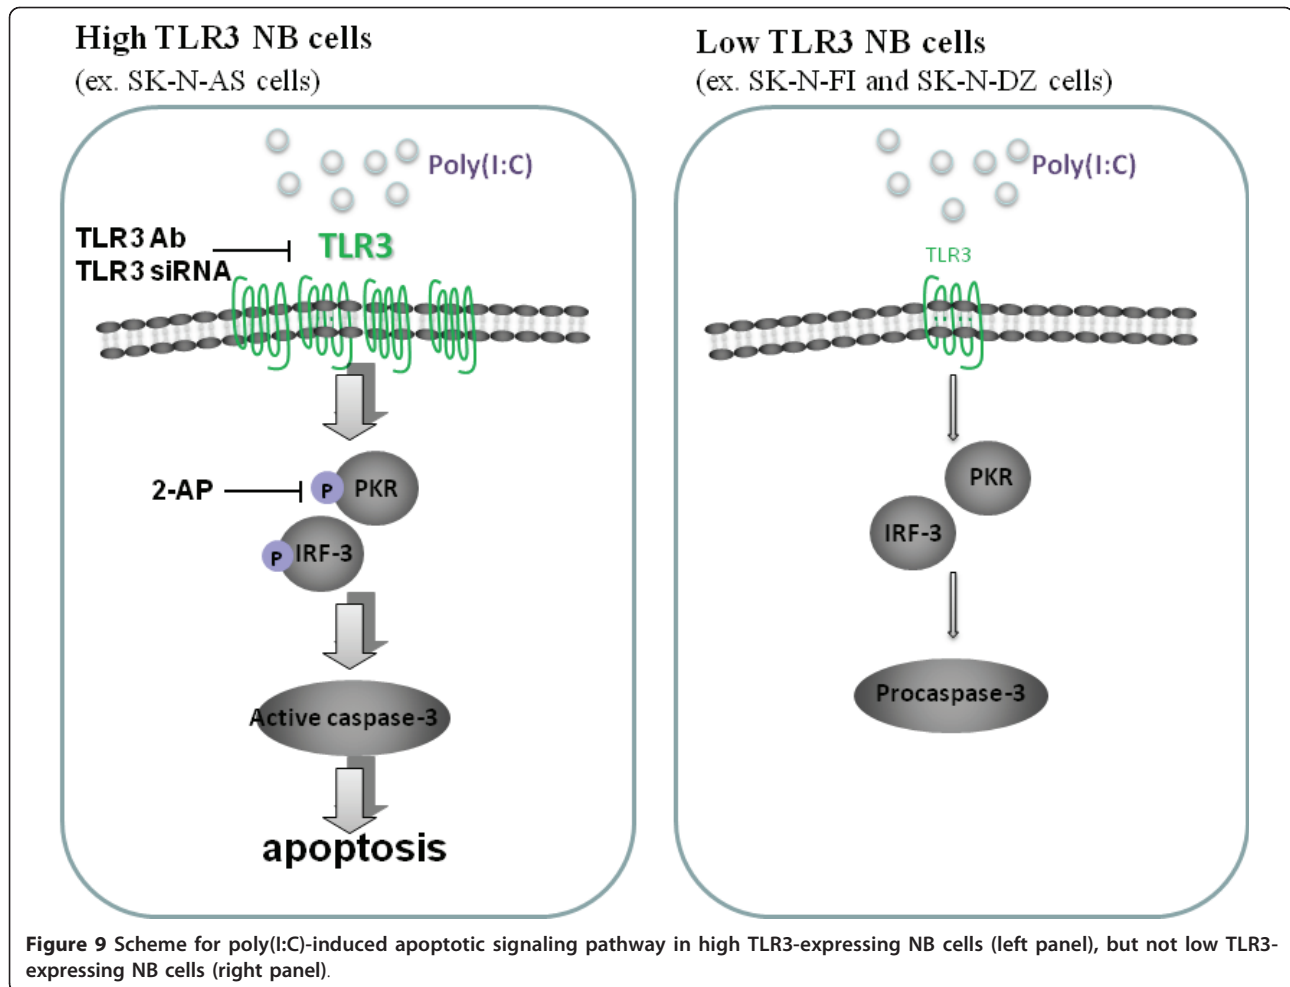 High TLR3 NB cells
(ex. SK-N-AS cells)
Poly(I:C)
TLR3 Ab
TLR3 siRNA
TLR3
2-AP
P
PKR
P
IRF-3
Active caspase-3
apoptosis
Low TLR3 NB cells
(ex. SK-N-FI and SK-N-DZ cells)
Poly(I:C)
TLR3
PKR
IRF-3
Procaspase-3
Figure 9 Scheme for poly(I:C)-induced apoptotic signaling pathway in high TLR3-expressing NB cells (left panel), but not low TLR3-
expressing NB cells (right panel).